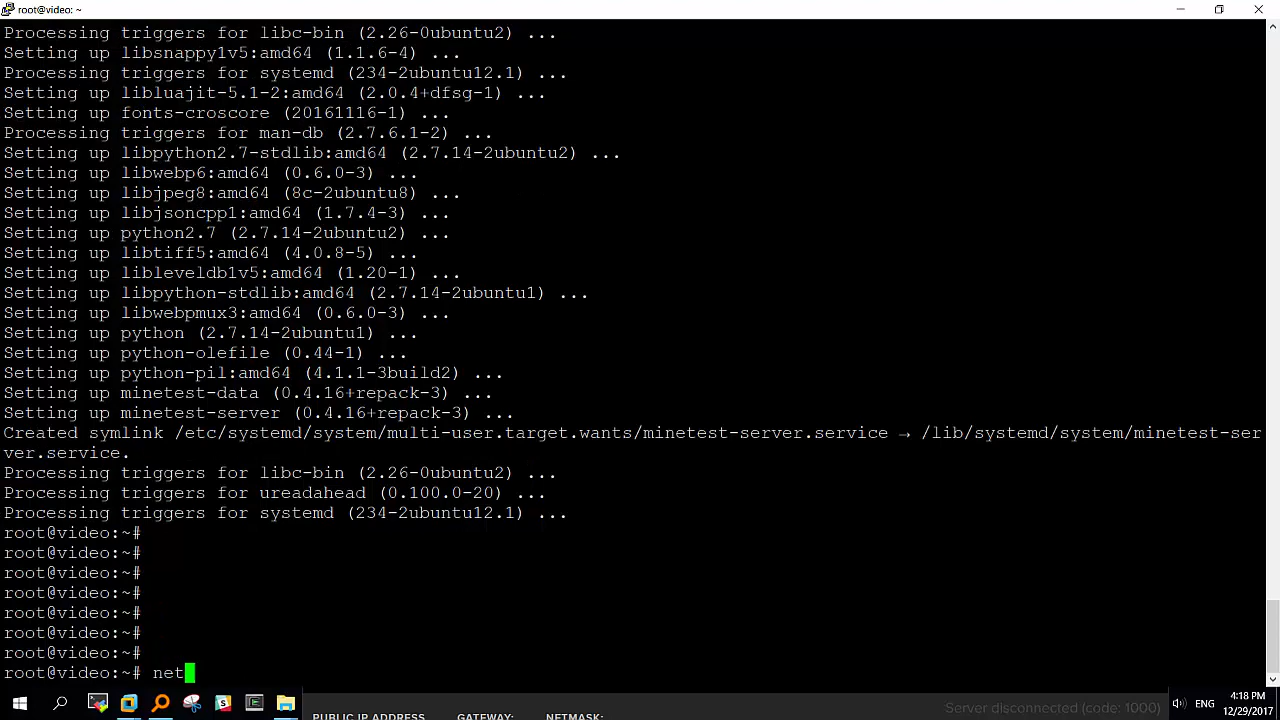 root@video: ~
Processing triggers for libc-bin (2.26-0ubuntu2) ...
Setting up libsnappy1v5:amd64 (1.1.6-4) ...
Processing triggers for systemd (234-2ubuntu12.1) ...
Setting up libluajit-5.1-2:amd64 (2.0.4+dfsg-1) ...
Setting up fonts-croscore (20161116-1) ...
Processing triggers for man-db (2.7.6.1-2) ...
Setting up libpython2.7-stdlib:amd64 (2.7.14-2ubuntu2) ...
Setting up libwebp6:amd64 (0.6.0-3) ...
Setting up libjpeg8:amd64 (8c-2ubuntu8) ...
Setting up libjsoncpp1:amd64 (1.7.4-3) ...
Setting up python2.7 (2.7.14-2ubuntu2) ...
Setting up libtiff5:amd64 (4.0.8-5) ...
Setting up libleveldb1v5:amd64 (1.20-1) ...
Setting up libpython-stdlib:amd64 (2.7.14-2ubuntu1) ...
Setting up libwebpmux3:amd64 (0.6.0-3) ...
Setting up python (2.7.14-2ubuntu1) ...
Setting up python-olefile (0.44-1) ...
Setting up python-pil:amd64 (4.1.1-3build2) ...
Setting up minetest-data (0.4.16+repack-3) ...
Setting up minetest-server (0.4.16+repack-3) ...
Created symlink /etc/systemd/system/multi-user.target.wants/minetest-server.service → /lib/systemd/system/minetest-ser
ver.service.
Processing triggers for libc-bin (2.26-0ubuntu2) ...
Processing triggers for ureadahead (0.100.0-20) ...
Processing triggers for systemd (234-2ubuntu12.1) ...
root@video:~#
root@video:~#
root@video:~#
root@video:~#
root@video:~#
root@video:~#
root@video:~#
root@video:~# net
PUBLIC IP ADDRESS GATEWAY: NETMASK:
Server disconnected (code: 1000)
ENG
4:18 PM
12/29/2017